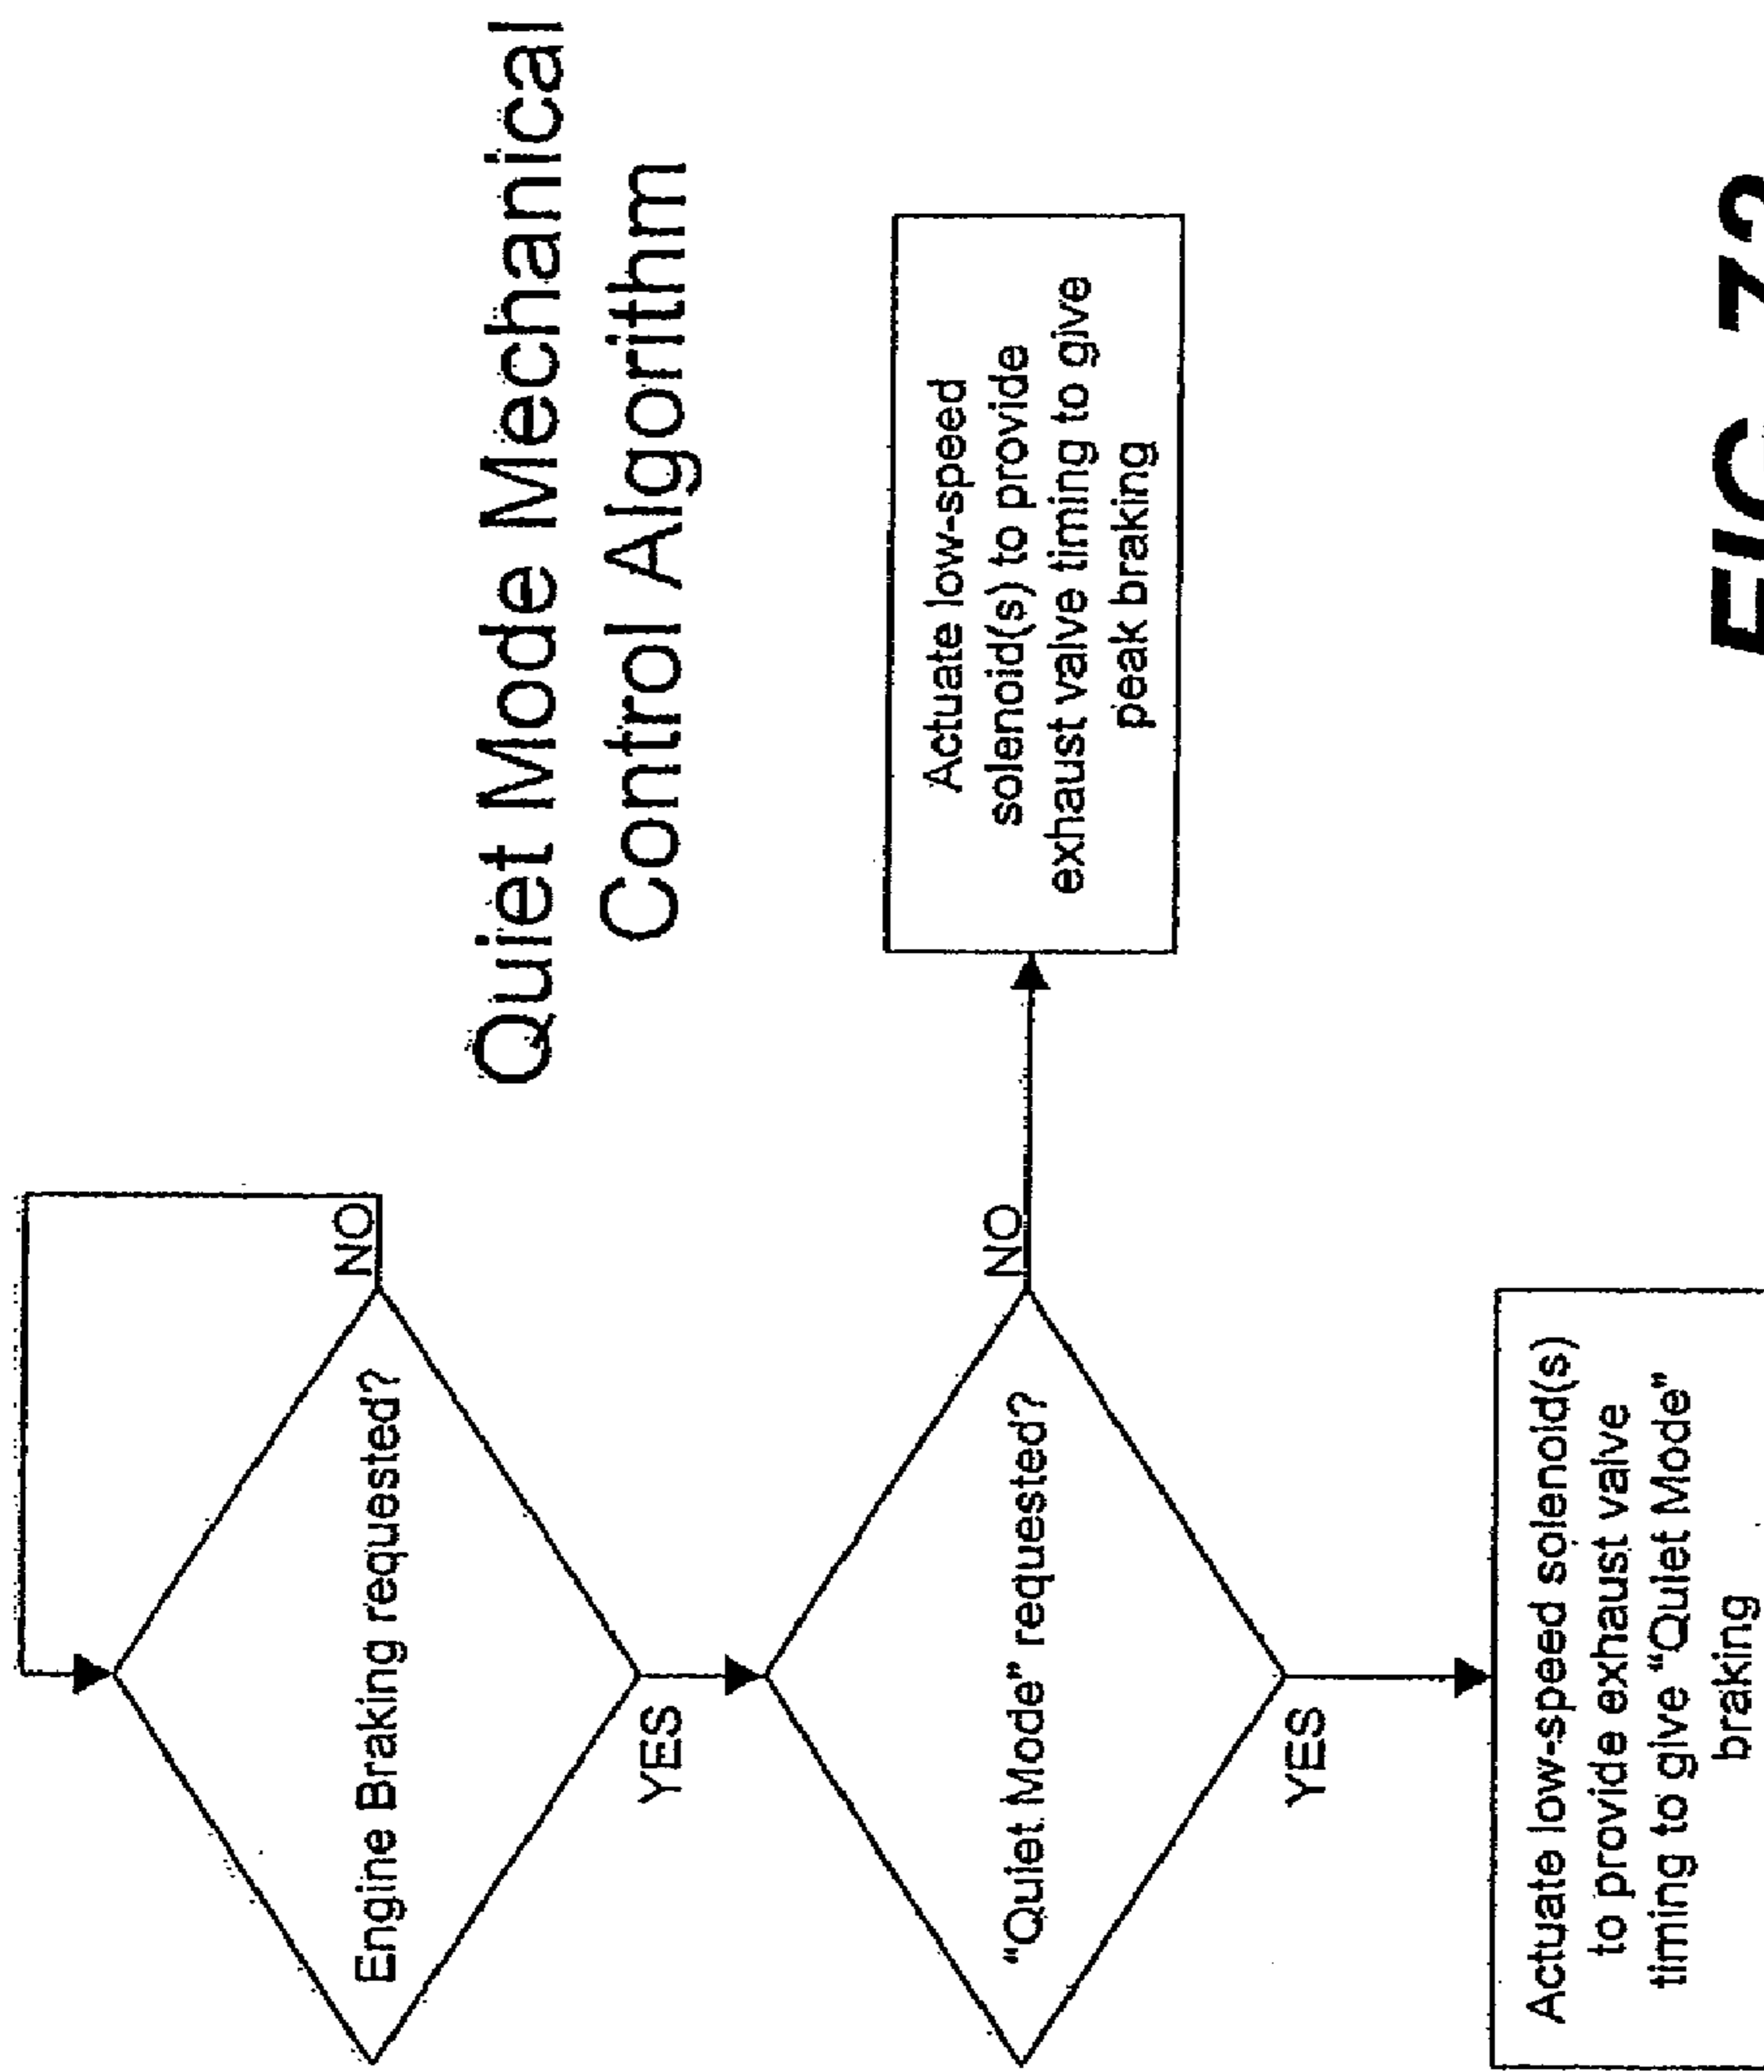 Engine Braking requested?
NO
Quiet Mode Mechanical
Control Algorithm
YES
"Quiet Mode" requested?
NO
Actuate low-speed
solenoid(s) to provide
exhaust valve timing to give
peak braking
YES
Actuate low-speed solenoid(s)
to provide exhaust valve
timing to give "Quiet Mode"
braking
FIG